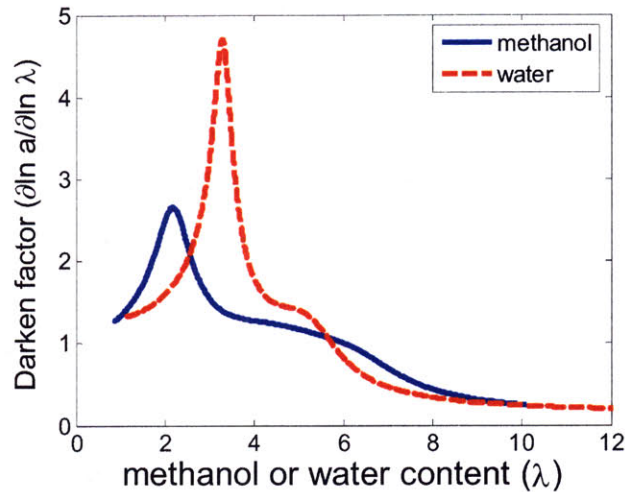 5
4
3
2
1
0
Darken factor (∂ln a/∂ln λ)
methanol
water
0 2 4 6 8 10 12
methanol or water content (λ)